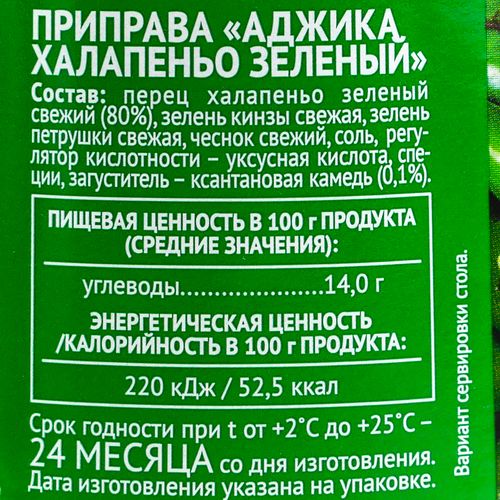 ПРИПРАВА «АДЖИКА
ХАЛАПЕНЬО ЗЕЛЕНЫЙ»
Состав: перец халапеньо зеленый
свежий (80%), зелень кинзы свежая, зелень
петрушки свежая, чеснок свежий, соль, регу-
лятор кислотности – уксусная кислота, спе-
ции, загуститель – ксантановая камедь (0,1%).
ПИЩЕВАЯ ЦЕННОСТЬ В 100 г ПРОДУКТА
(СРЕДНИЕ ЗНАЧЕНИЯ):
углеводы........................14,0 г
ЭНЕРГЕТИЧЕСКАЯ ЦЕННОСТЬ
/КАЛОРИЙНОСТЬ В 100 г ПРОДУКТА:
220 кДж / 52,5 ккал
Срок годности при t от +2˚С до +25˚С –
24 МЕСЯЦА со дня изготовления.
Дата изготовления указана на упаковке.
Вариант сервировки стола.